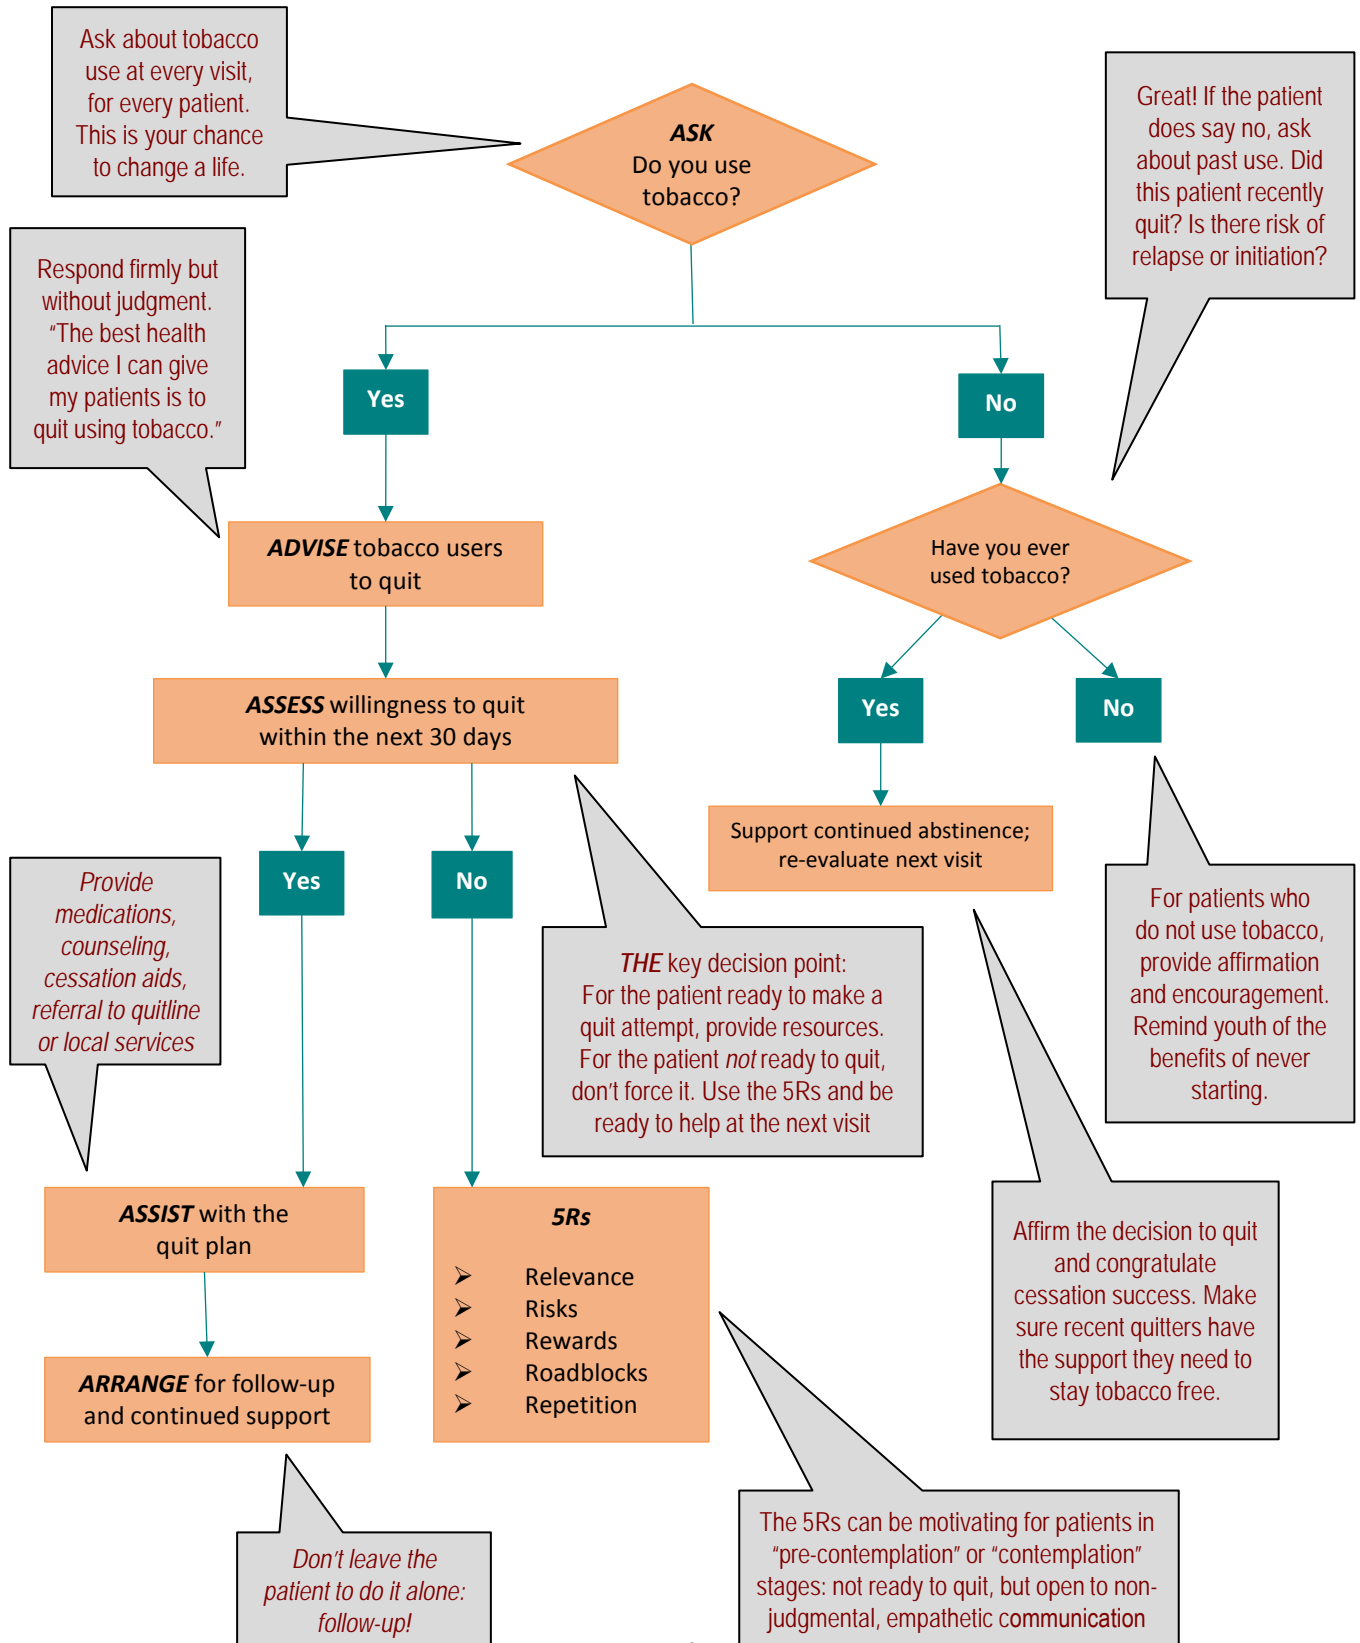 Ask about tobacco
use at every visit,
for every patient.
This is your chance
to change a life.
ASK
Do you use
tobacco?
Great! If the patient
does say no, ask
about past use. Did
this patient recently
quit? Is there risk of
relapse or initiation?
Respond firmly but
without judgment.
“The best health
advice I can give
my patients is to
quit using tobacco.”
Yes
No
ADVISE tobacco users
to quit
Have you ever
used tobacco?
ASSESS willingness to quit
within the next 30 days
Yes
No
Support continued abstinence;
re-evaluate next visit
Yes
No
Provide
medications,
counseling,
cessation aids,
referral to quitline
or local services
THE key decision point:
For the patient ready to make a
quit attempt, provide resources.
For the patient not ready to quit,
don’t force it. Use the 5Rs and be
ready to help at the next visit
For patients who
do not use tobacco,
provide affirmation
and encouragement.
Remind youth of the
benefits of never
starting.
ASSIST with the
quit plan
5Rs
➢ Relevance
➢ Risks
➢ Rewards
➢ Roadblocks
➢ Repetition
Affirm the decision to quit
and congratulate
cessation success. Make
sure recent quitters have
the support they need to
stay tobacco free.
ARRANGE for follow-up
and continued support
Don’t leave the
patient to do it alone:
follow-up!
The 5Rs can be motivating for patients in
“pre-contemplation” or “contemplation”
stages: not ready to quit, but open to non-
judgmental, empathetic communication